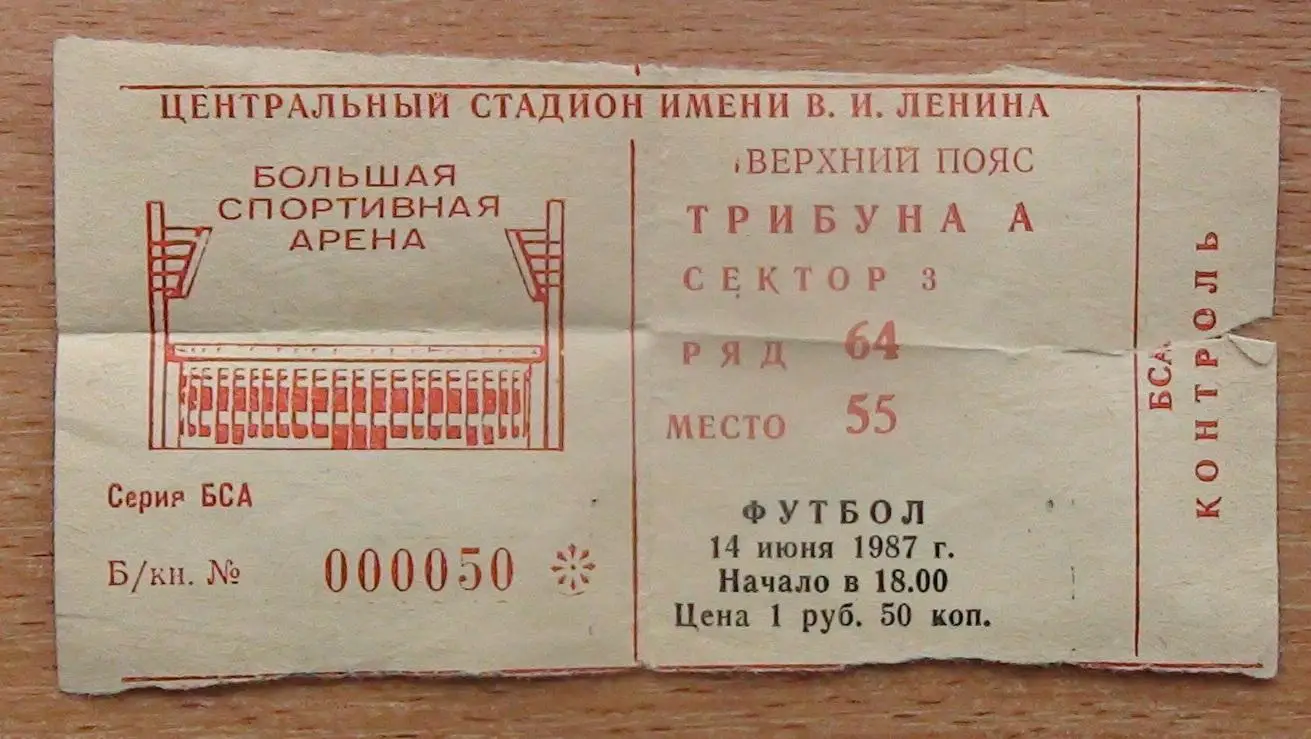 ЦЕНТРАЛЬНЫЙ СТАДИОН ИМЕНИ В. И. ЛЕНИНА
БОЛЬШАЯ
СПОРТИВНАЯ
АРЕНА
Серия БСА
Б/кн. № 000050
ВЕРХНИЙ ПОЯС
ТРИБУНА А
СЕКТОР 3
РЯД 64
МЕСТО 55
ФУТБОЛ
14 июня 1987 г.
Начало в 18.00
Цена 1 руб. 50 коп.
БСА
КОНТРОЛЬ